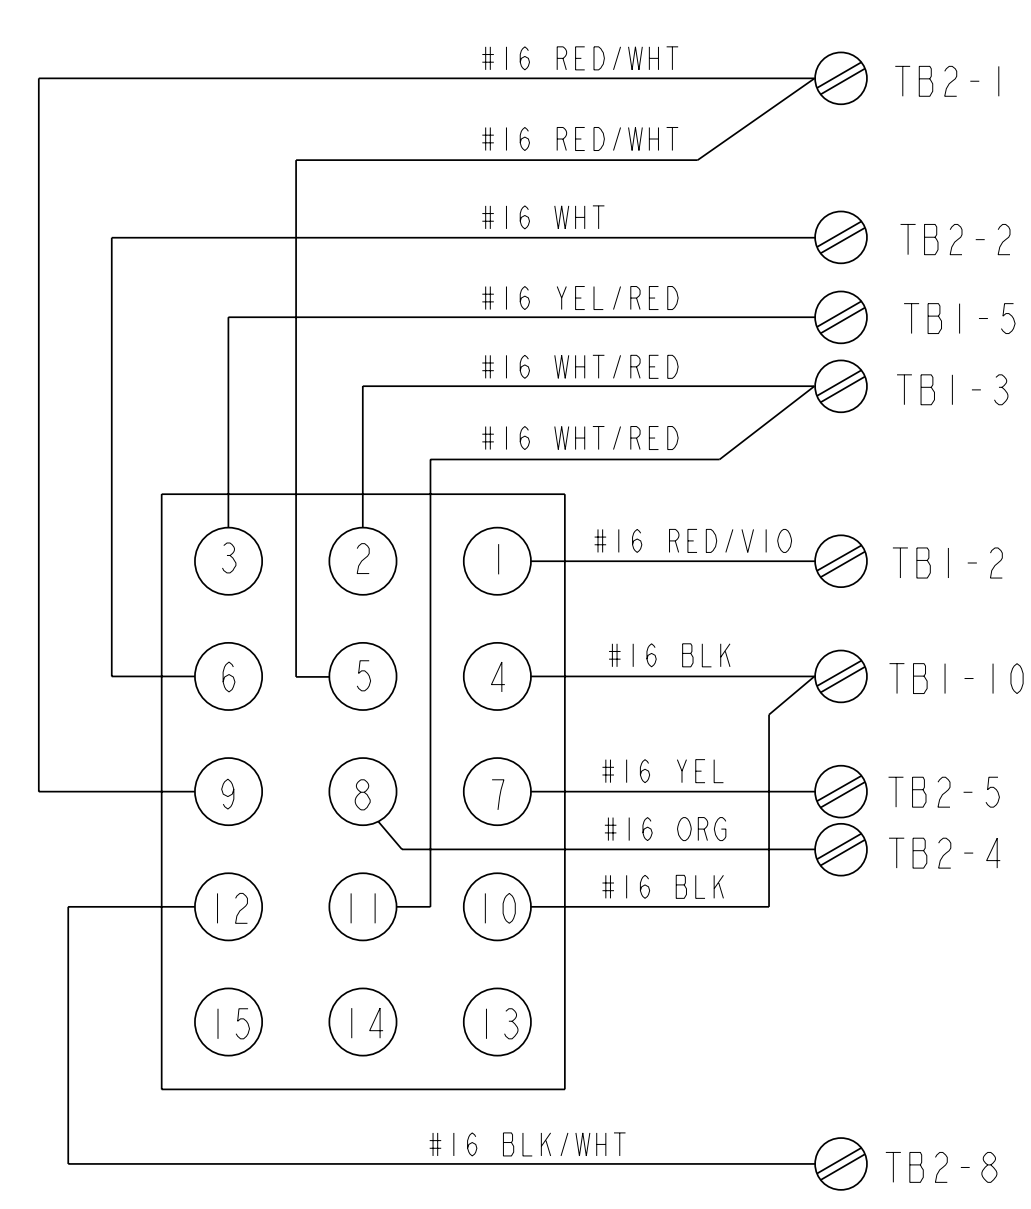 #16 RED/WHT
TB2-1
#16 RED/WHT
#16 WHT
TB2-2
#16 YEL/RED
TB1-5
#16 WHT/RED
TB1-3
#16 WHT/RED
3 2 1
#16 RED/VIO
TB1-2
6 5 4
#16 BLK
TB1-10
9 8 7
#16 YEL
TB2-5
#16 ORG
TB2-4
#16 BLK
12 11 10
15 14 13
#16 BLK/WHT
TB2-8